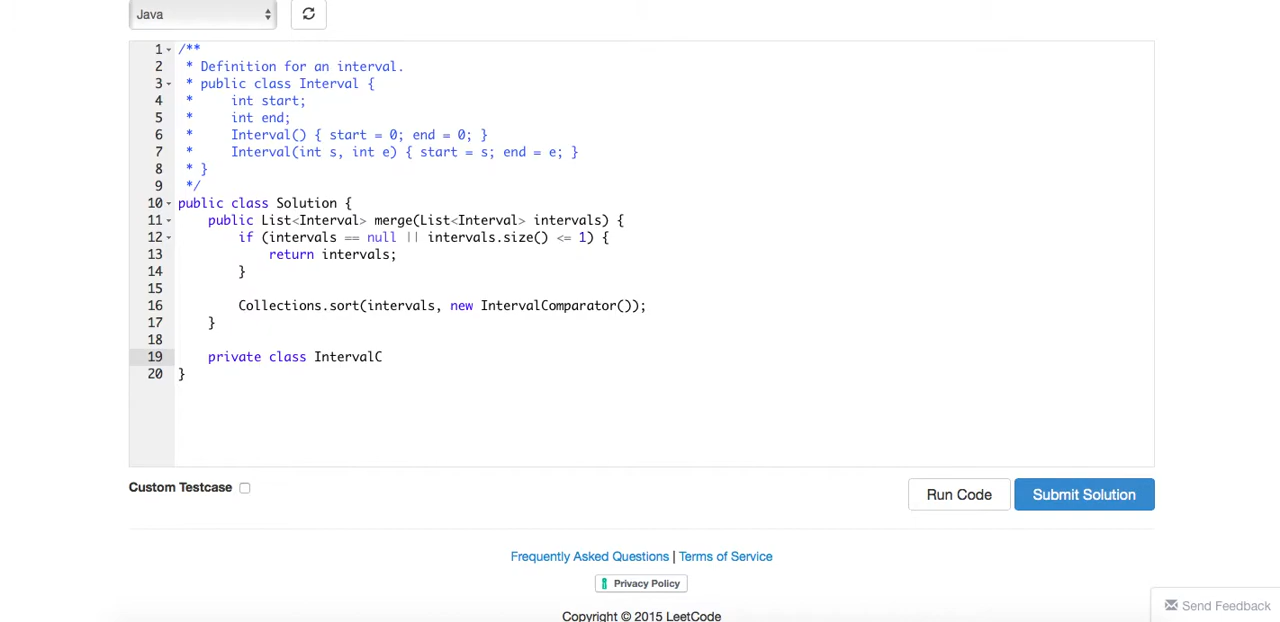 Java
1 /**
2  * Definition for an interval.
3  * public class Interval {
4  *     int start;
5  *     int end;
6  *     Interval() { start = 0; end = 0; }
7  *     Interval(int s, int e) { start = s; end = e; }
8  * }
9  */
10 public class Solution {
11     public List<Interval> merge(List<Interval> intervals) {
12         if (intervals == null || intervals.size() <= 1) {
13             return intervals;
14         }
15
16         Collections.sort(intervals, new IntervalComparator());
17     }
18
19     private class IntervalC
20 }
Custom Testcase
Run Code
Submit Solution
Frequently Asked Questions | Terms of Service
Privacy Policy
Send Feedback
Copyright © 2015 LeetCode